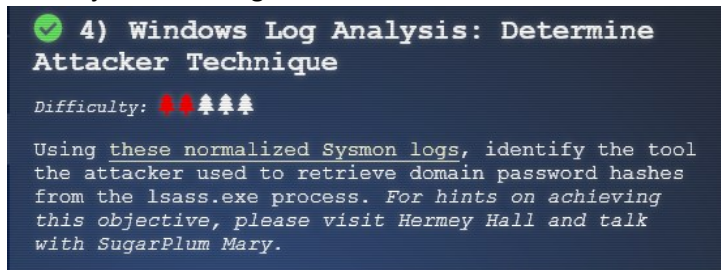 4) Windows Log Analysis: Determine
Attacker Technique
Difficulty:
Using these normalized Sysmon logs, identify the tool
the attacker used to retrieve domain password hashes
from the lsass.exe process. For hints on achieving
this objective, please visit Hermey Hall and talk
with SugarPlum Mary.